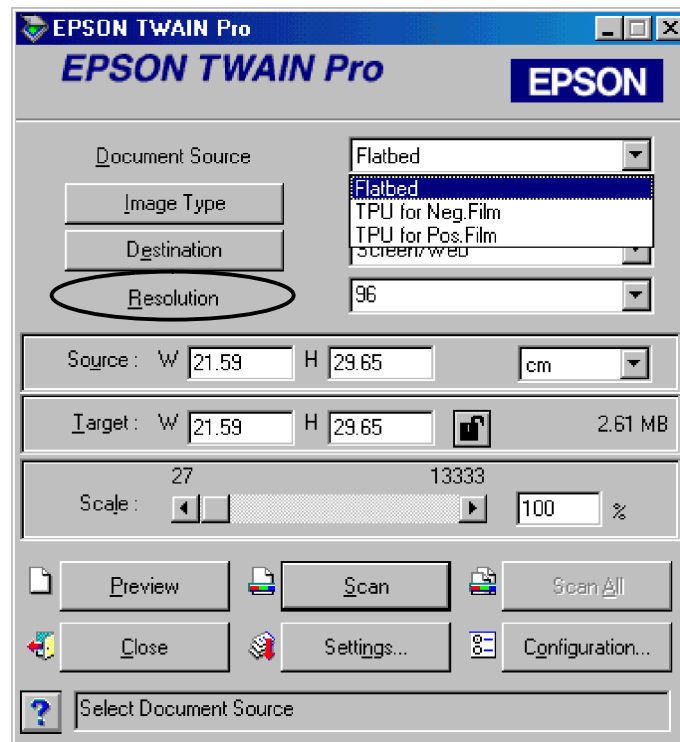 EPSON TWAIN Pro
EPSON TWAIN Pro
EPSON
Document Source Flatbed
Flatbed
Image Type
TPU for Neg.Film
TPU for Pos.Film
Destination Screen/Web
Resolution 96
Source : W 21.59 H 29.65 cm
Target : W 21.59 H 29.65 2.61 MB
27 13333
Scale : 100 %
Preview Scan Scan All
Close Settings... Configuration...
? Select Document Source